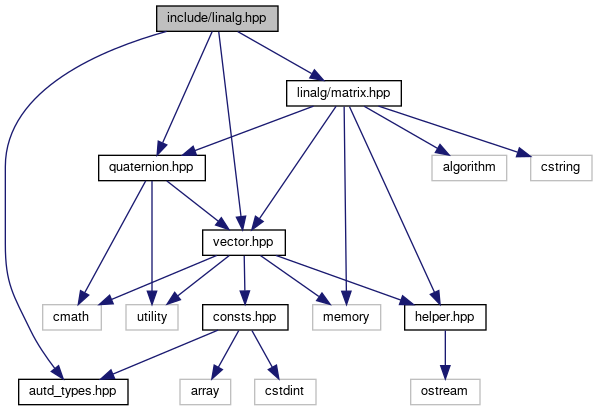 include/linalg.hpp
linalg/matrix.hpp
quaternion.hpp
algorithm
cstring
vector.hpp
cmath
utility
consts.hpp
memory
helper.hpp
autd_types.hpp
array
cstdint
ostream